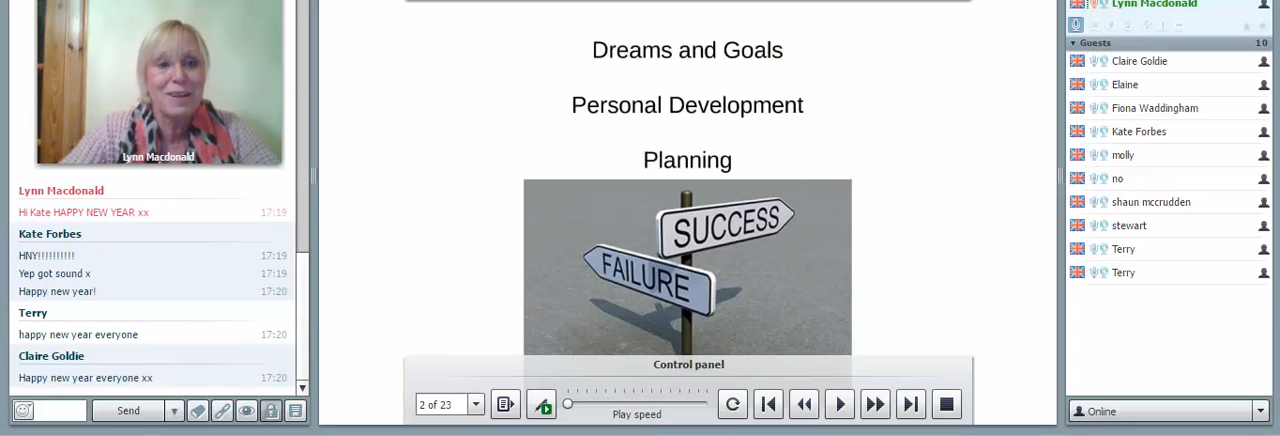 Lynn Macdonald
Lynn Macdonald
Hi Kate HAPPY NEW YEAR xx 17:19
Kate Forbes
HNY!!!!!!!!!! 17:19
Yep got sound x 17:19
Happy new year! 17:20
Terry
happy new year everyone 17:20
Claire Goldie
Happy new year everyone xx 17:20
Send
Dreams and Goals
Personal Development
Planning
SUCCESS
FAILURE
Control panel
2 of 23
Play speed
Lynn Macdonald
Guests 10
Claire Goldie
Elaine
Fiona Waddingham
Kate Forbes
molly
no
shaun mccrudden
stewart
Terry
Terry
Online